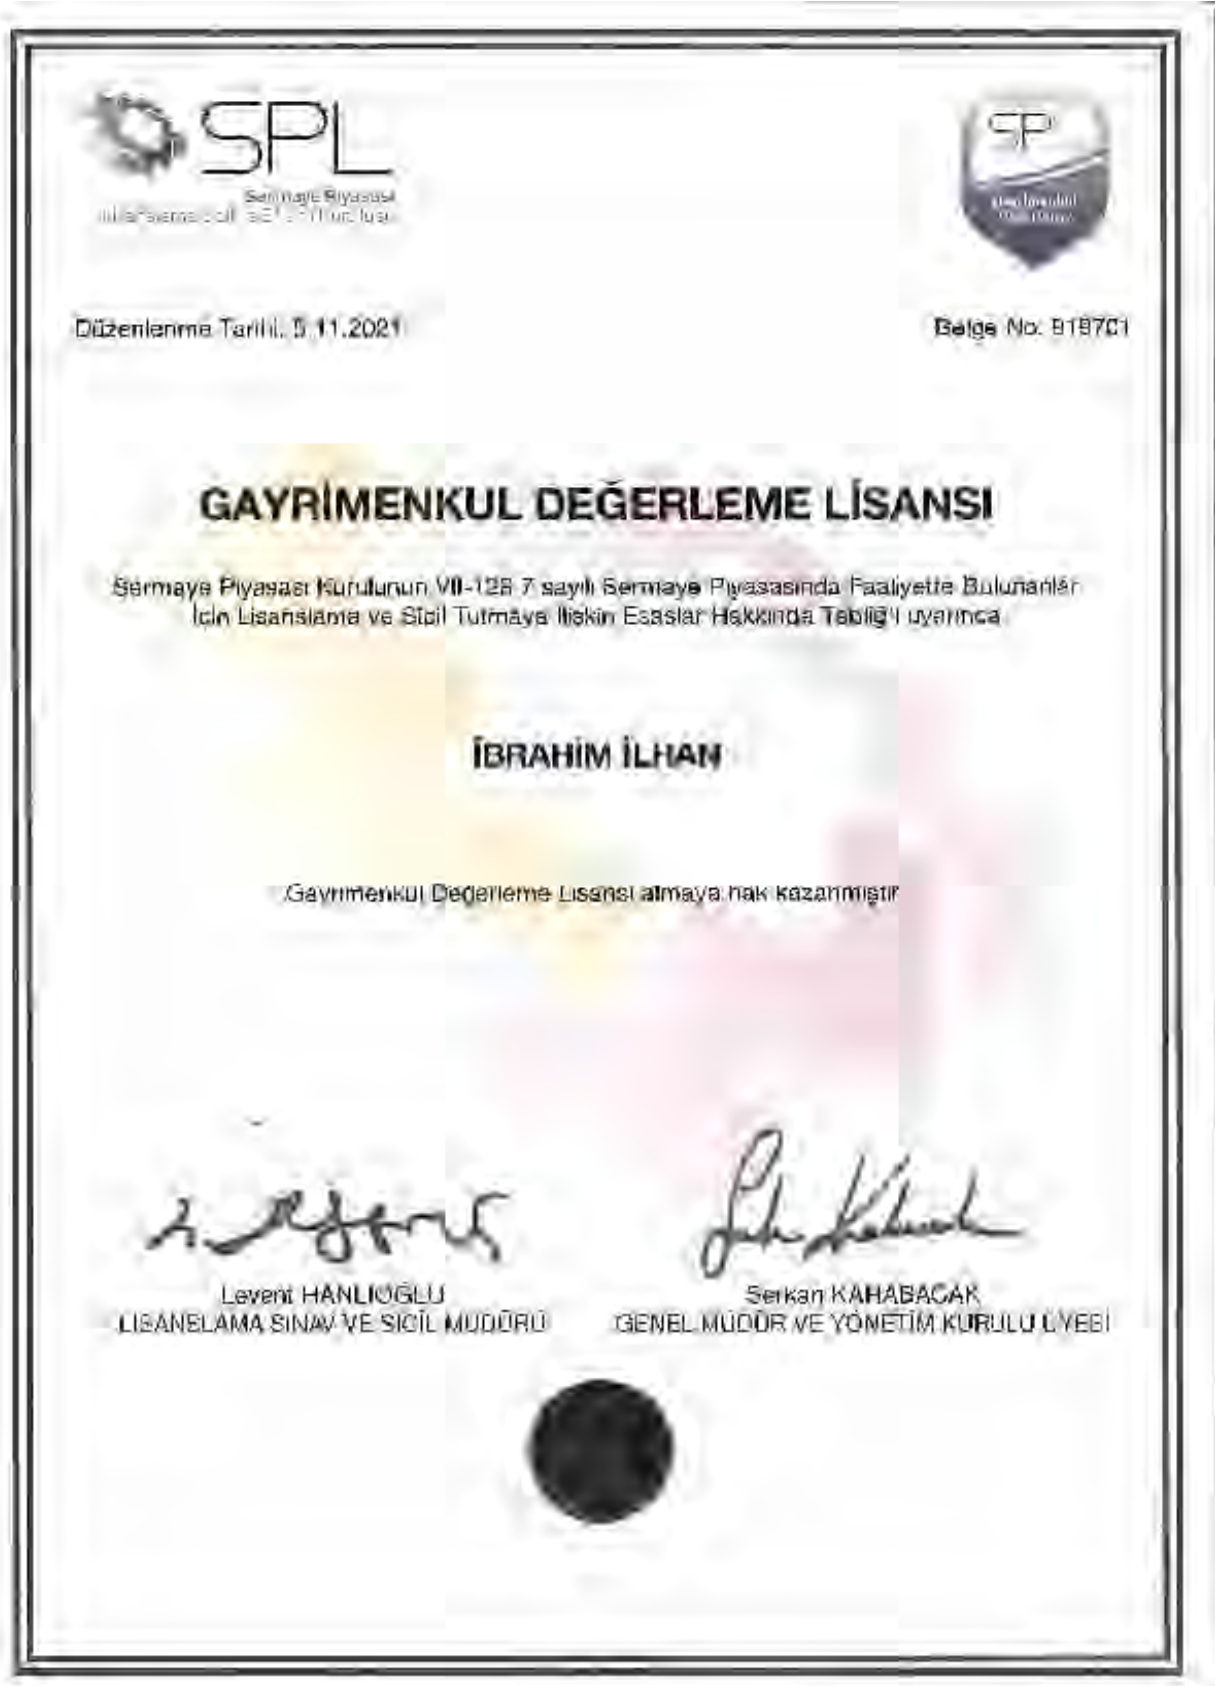 SPL
Sermaye Piyasası
SPL
Düzenlenme Tarihi: 5.11.2021
Belge No: 919701
GAYRİMENKUL DEĞERLEME LİSANSI
Sermaye Piyasası Kurulunun VII-128.7 sayılı Sermaye Piyasasında Faaliyette Bulunanlar
İçin Lisanslama ve Sicil Tutmaya İlişkin Esaslar Hakkında Tebliğ'i uyarınca
İBRAHİM İLHAN
Gayrimenkul Değerleme Lisansı almaya hak kazanmıştır
Levent HANLIOĞLU
LİSANSLAMA SINAV VE SİCİL MÜDÜRÜ
Serkan KARABACAK
GENEL MÜDÜR VE YÖNETİM KURULU ÜYESİ